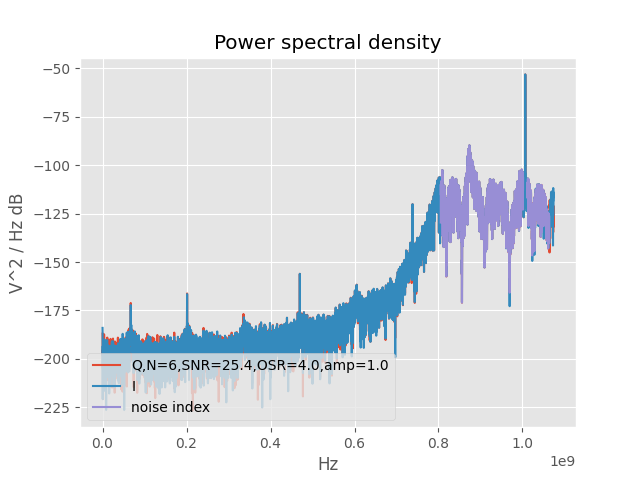 Power spectral density
V^2 / Hz dB
−50
−75
−100
−125
−150
−175
−200
−225
Q,N=6,SNR=25.4,OSR=4.0,amp=1.0
I
noise index
0.0 0.2 0.4 0.6 0.8 1.0
1e9
Hz